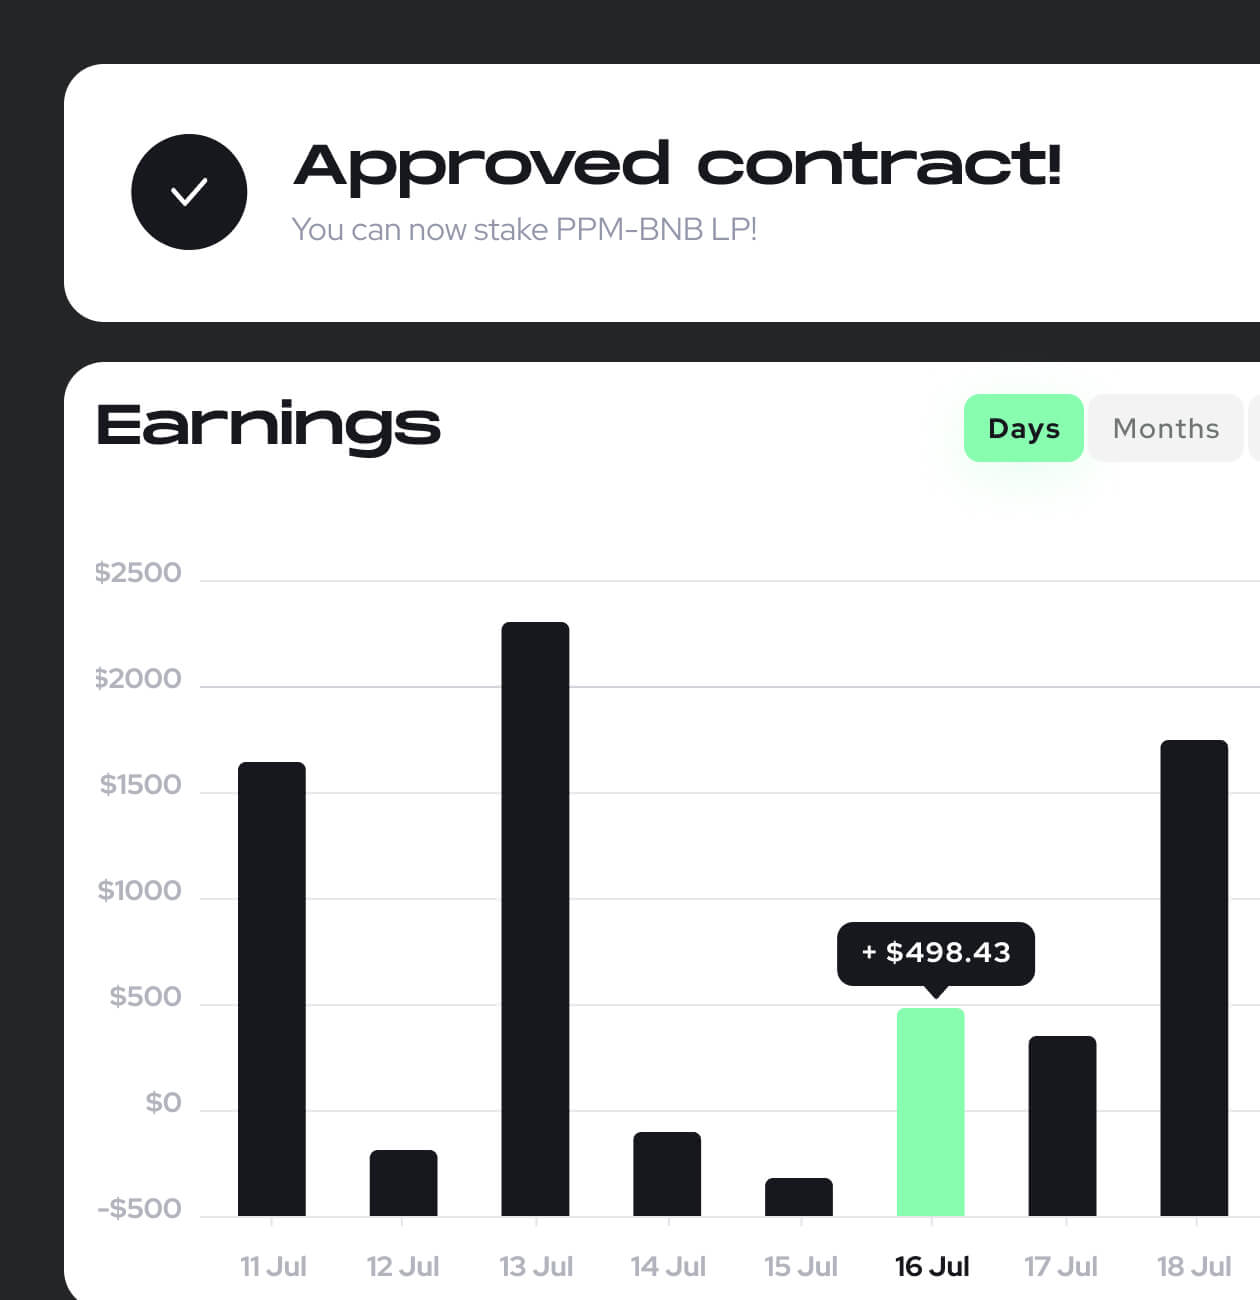 Approved contract!
You can now stake PPM-BNB LP!
Earnings
Days Months
$2500
$2000
$1500
$1000
+ $498.43
$500
$0
-$500
11 Jul 12 Jul 13 Jul 14 Jul 15 Jul 16 Jul 17 Jul 18 Jul